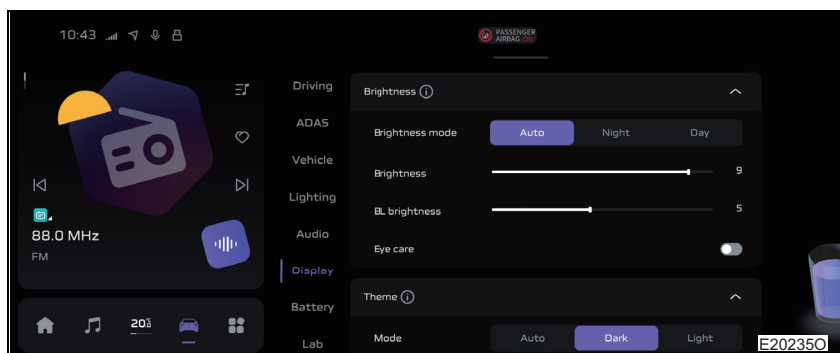 10:43
PASSENGER
AIRBAG ON
Driving
ADAS
Vehicle
Lighting
Audio
Display
Battery
Lab
88.0 MHz
FM
20.5
Brightness
Brightness mode Auto Night Day
Brightness 9
BL brightness 5
Eye care
Theme
Mode Auto Dark Light
E20235O